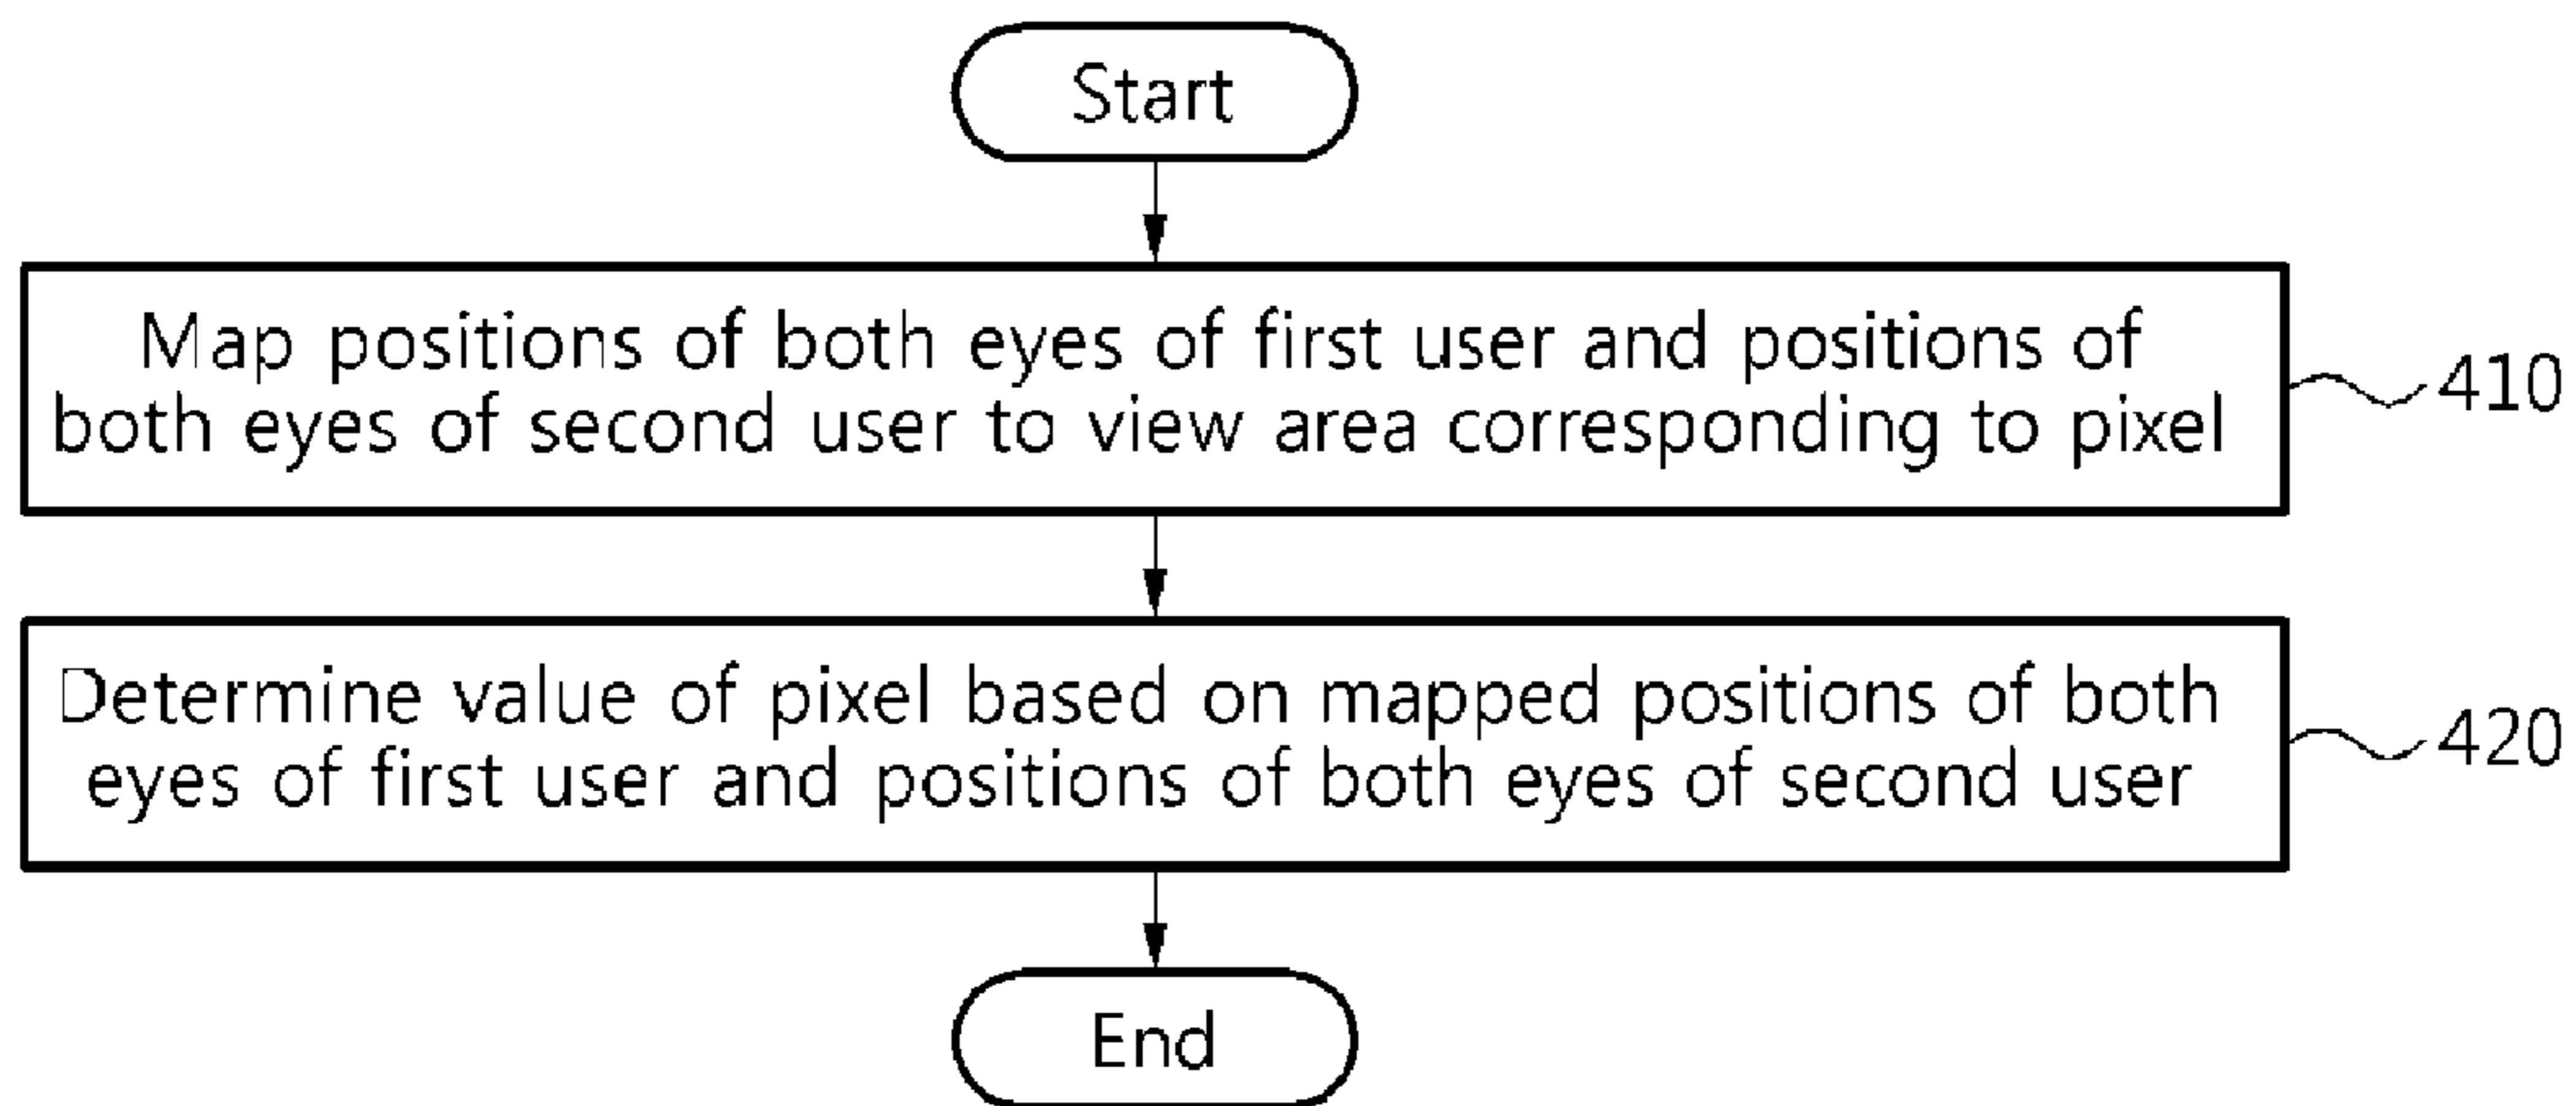 Start
Map positions of both eyes of first user and positions of
both eyes of second user to view area corresponding to pixel
410
Determine value of pixel based on mapped positions of both
eyes of first user and positions of both eyes of second user
420
End